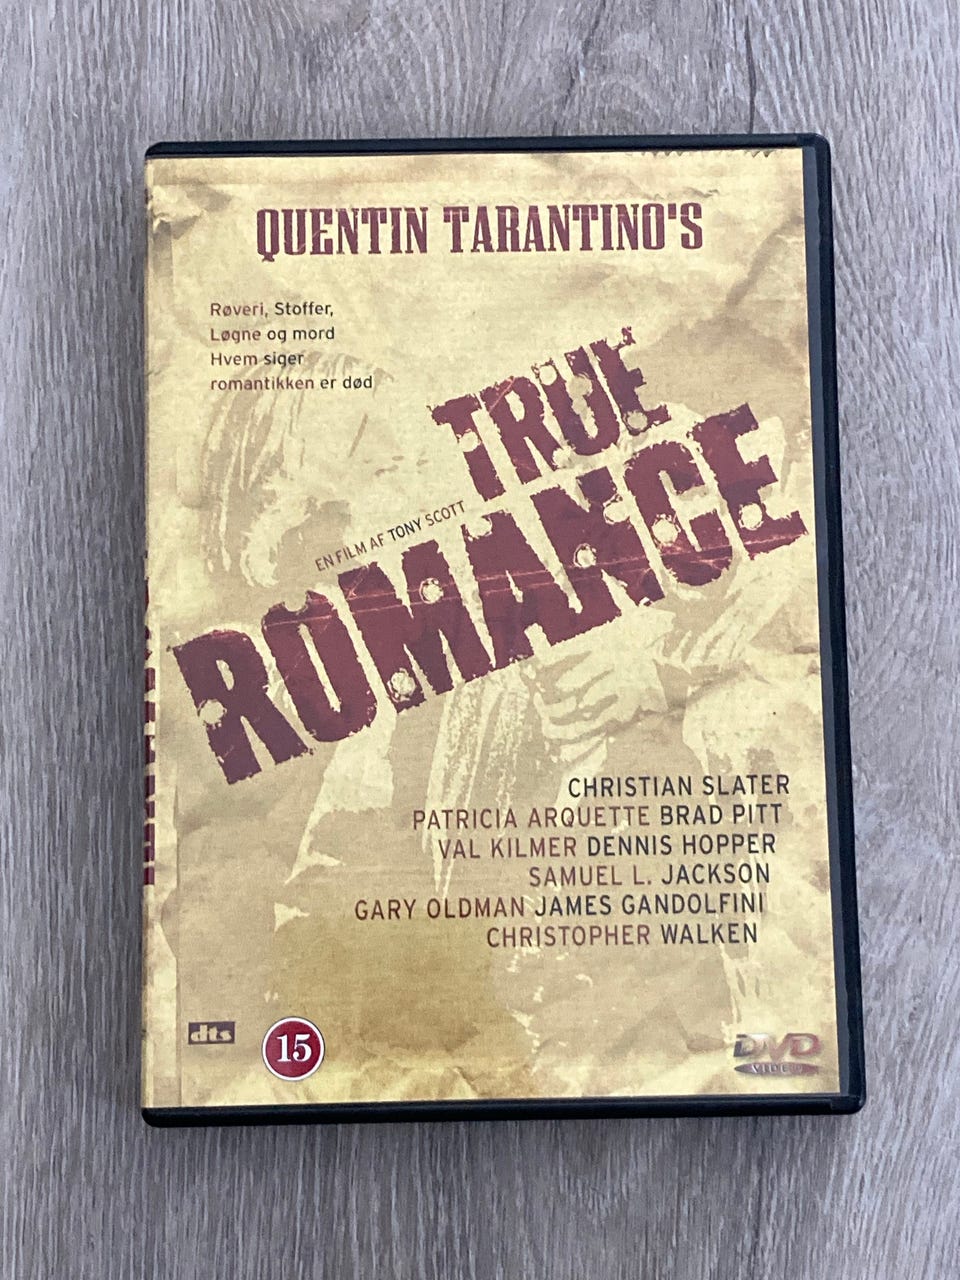 QUENTIN TARANTINO'S
Røveri, Stoffer,
Løgne og mord
Hvem siger
romantikken er død
TRUE
EN FILM AF TONY SCOTT
ROMANCE
CHRISTIAN SLATER
PATRICIA ARQUETTE BRAD PITT
VAL KILMER DENNIS HOPPER
SAMUEL L. JACKSON
GARY OLDMAN JAMES GANDOLFINI
CHRISTOPHER WALKEN
dts
15
DVD
VIDEO